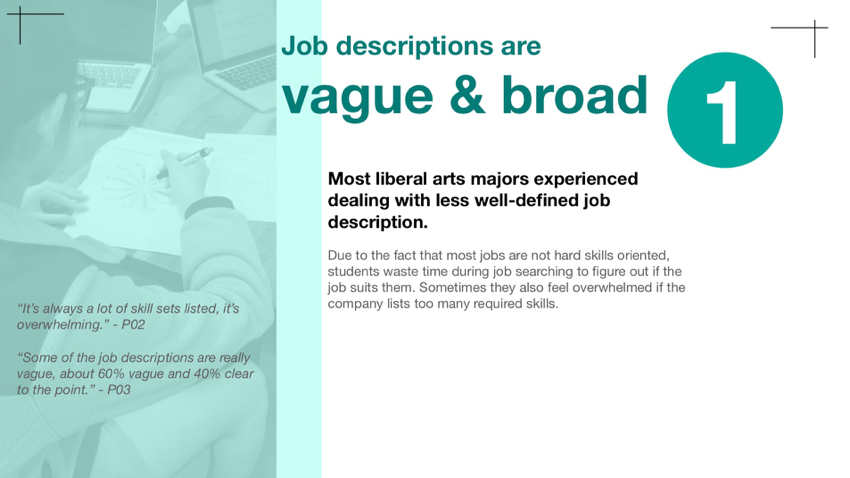 Job descriptions are
vague & broad
1
Most liberal arts majors experienced
dealing with less well-defined job
description.
Due to the fact that most jobs are not hard skills oriented,
students waste time during job searching to figure out if the
job suits them. Sometimes they also feel overwhelmed if the
company lists too many required skills.
“It’s always a lot of skill sets listed, it’s
overwhelming.” - P02
“Some of the job descriptions are really
vague, about 60% vague and 40% clear
to the point.” - P03